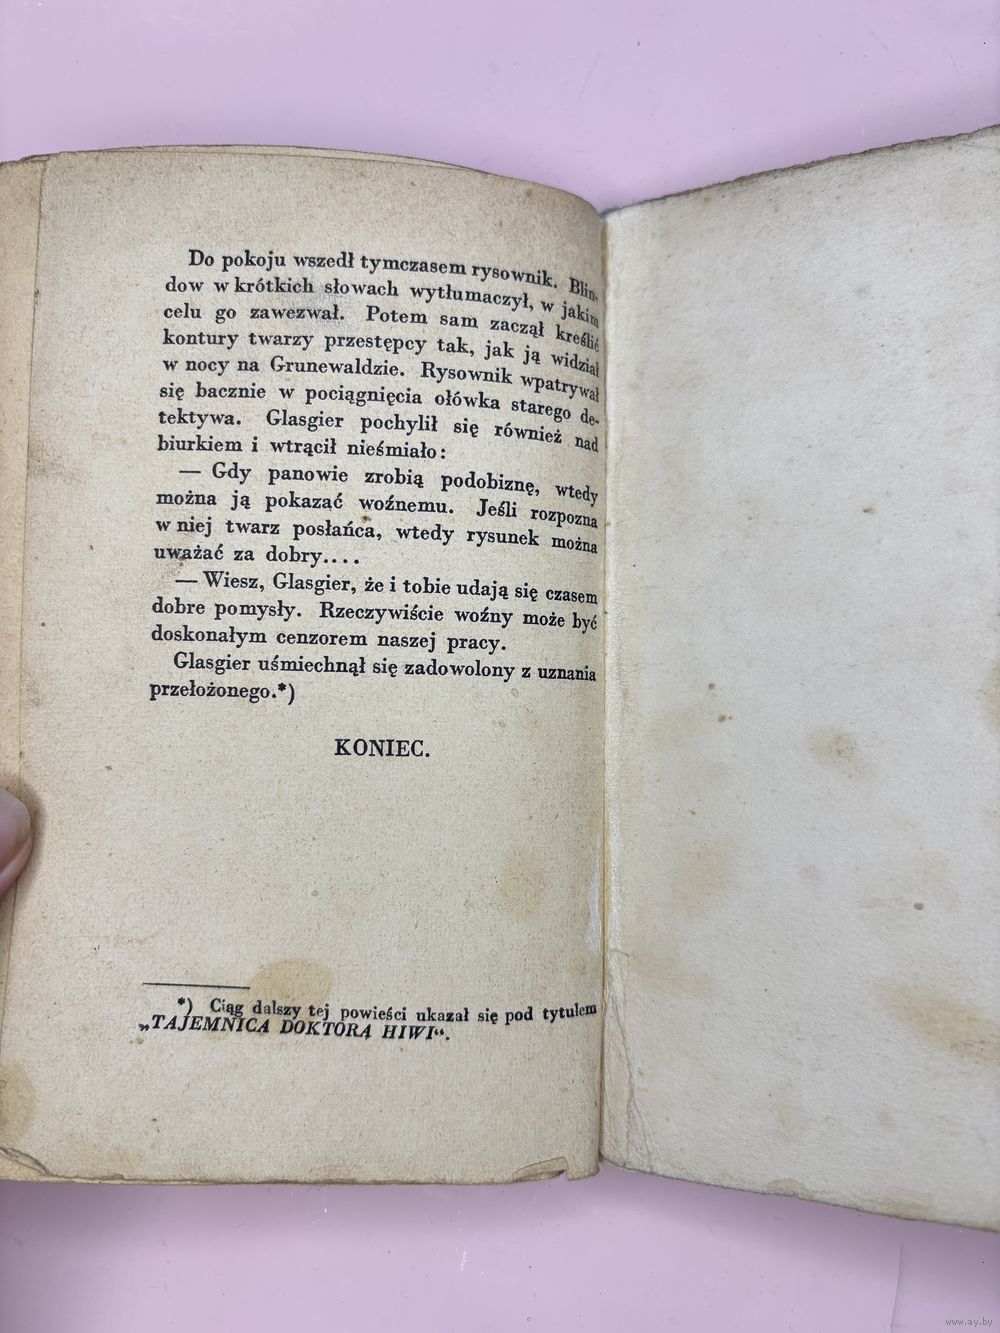 Do pokoju wszedł tymczasem rysownik. Blin-
dow w krótkich słowach wytłumaczył, w jakim
celu go zawezwał. Potem sam zaczął kreślić
kontury twarzy przestępcy tak, jak ją widział
w nocy na Grunewaldzie. Rysownik wpatrywał
się bacznie w pociągnięcia ołówka starego de-
tektywa. Glasgier pochylił się również nad
biurkiem i wtrącił nieśmiało:
— Gdy panowie zrobią podobiznę, wtedy
można ją pokazać woźnemu. Jeśli rozpozna
w niej twarz posłańca, wtedy rysunek można
uważać za dobry....
— Wiesz, Glasgier, że i tobie udają się czasem
dobre pomysły. Rzeczywiście woźny może być
doskonałym cenzorem naszej pracy.
Glasgier uśmiechnął się zadowolony z uznania
przełożonego.*)
KONIEC.
*) Ciąg dalszy tej powieści ukazał się pod tytułem
„TAJEMNICA DOKTORA HIWI“.
www.ay.by